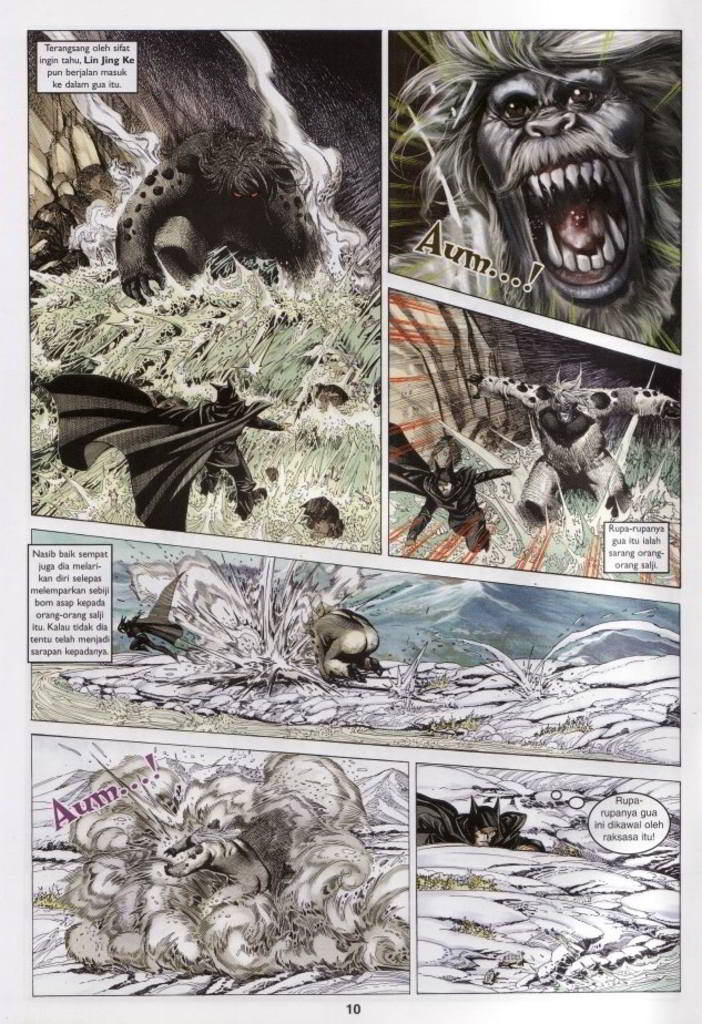 Terangsang oleh sifat
ingin tahu, Lin Jing Ke
pun berjalan masuk
ke dalam gua itu.
Aum....!
Rupa-rupanya
gua itu ialah
sarang orang-
orang salji.
Nasib baik sempat
juga dia melari-
kan diri selepas
melemparkan sebiji
bom asap kepada
orang-orang salji
itu. Kalau tidak dia
tentu telah menjadi
sarapan kepadanya.
Aum....!
Rupa-
rupanya gua
ini dikawal oleh
raksasa itu!
10